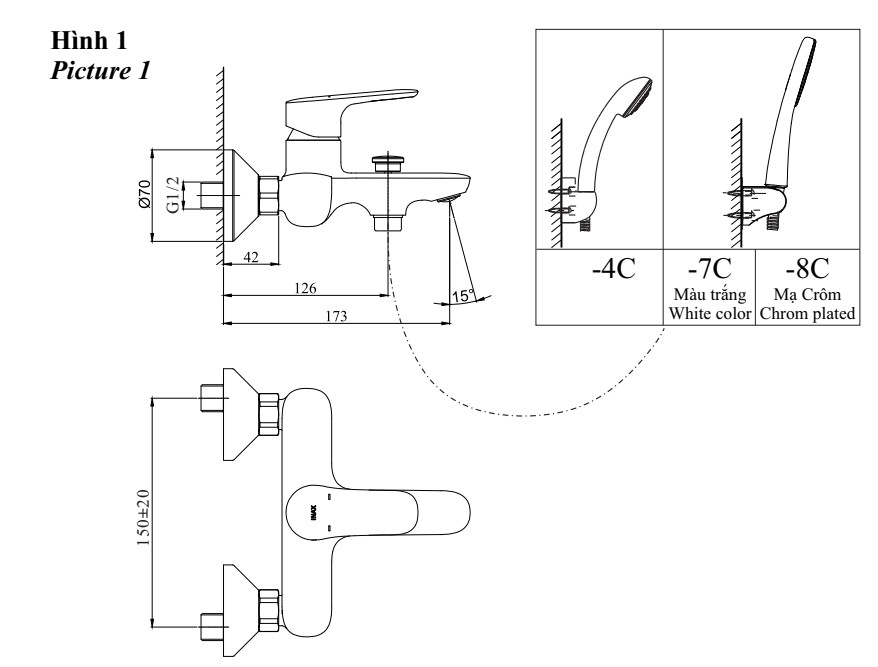 Hình 1
Picture 1
Ø70
G1/2
42
126
173
15°
-4C
-7C
Màu trắng
White color
-8C
Mạ Crôm
Chrom plated
150±20
INAX